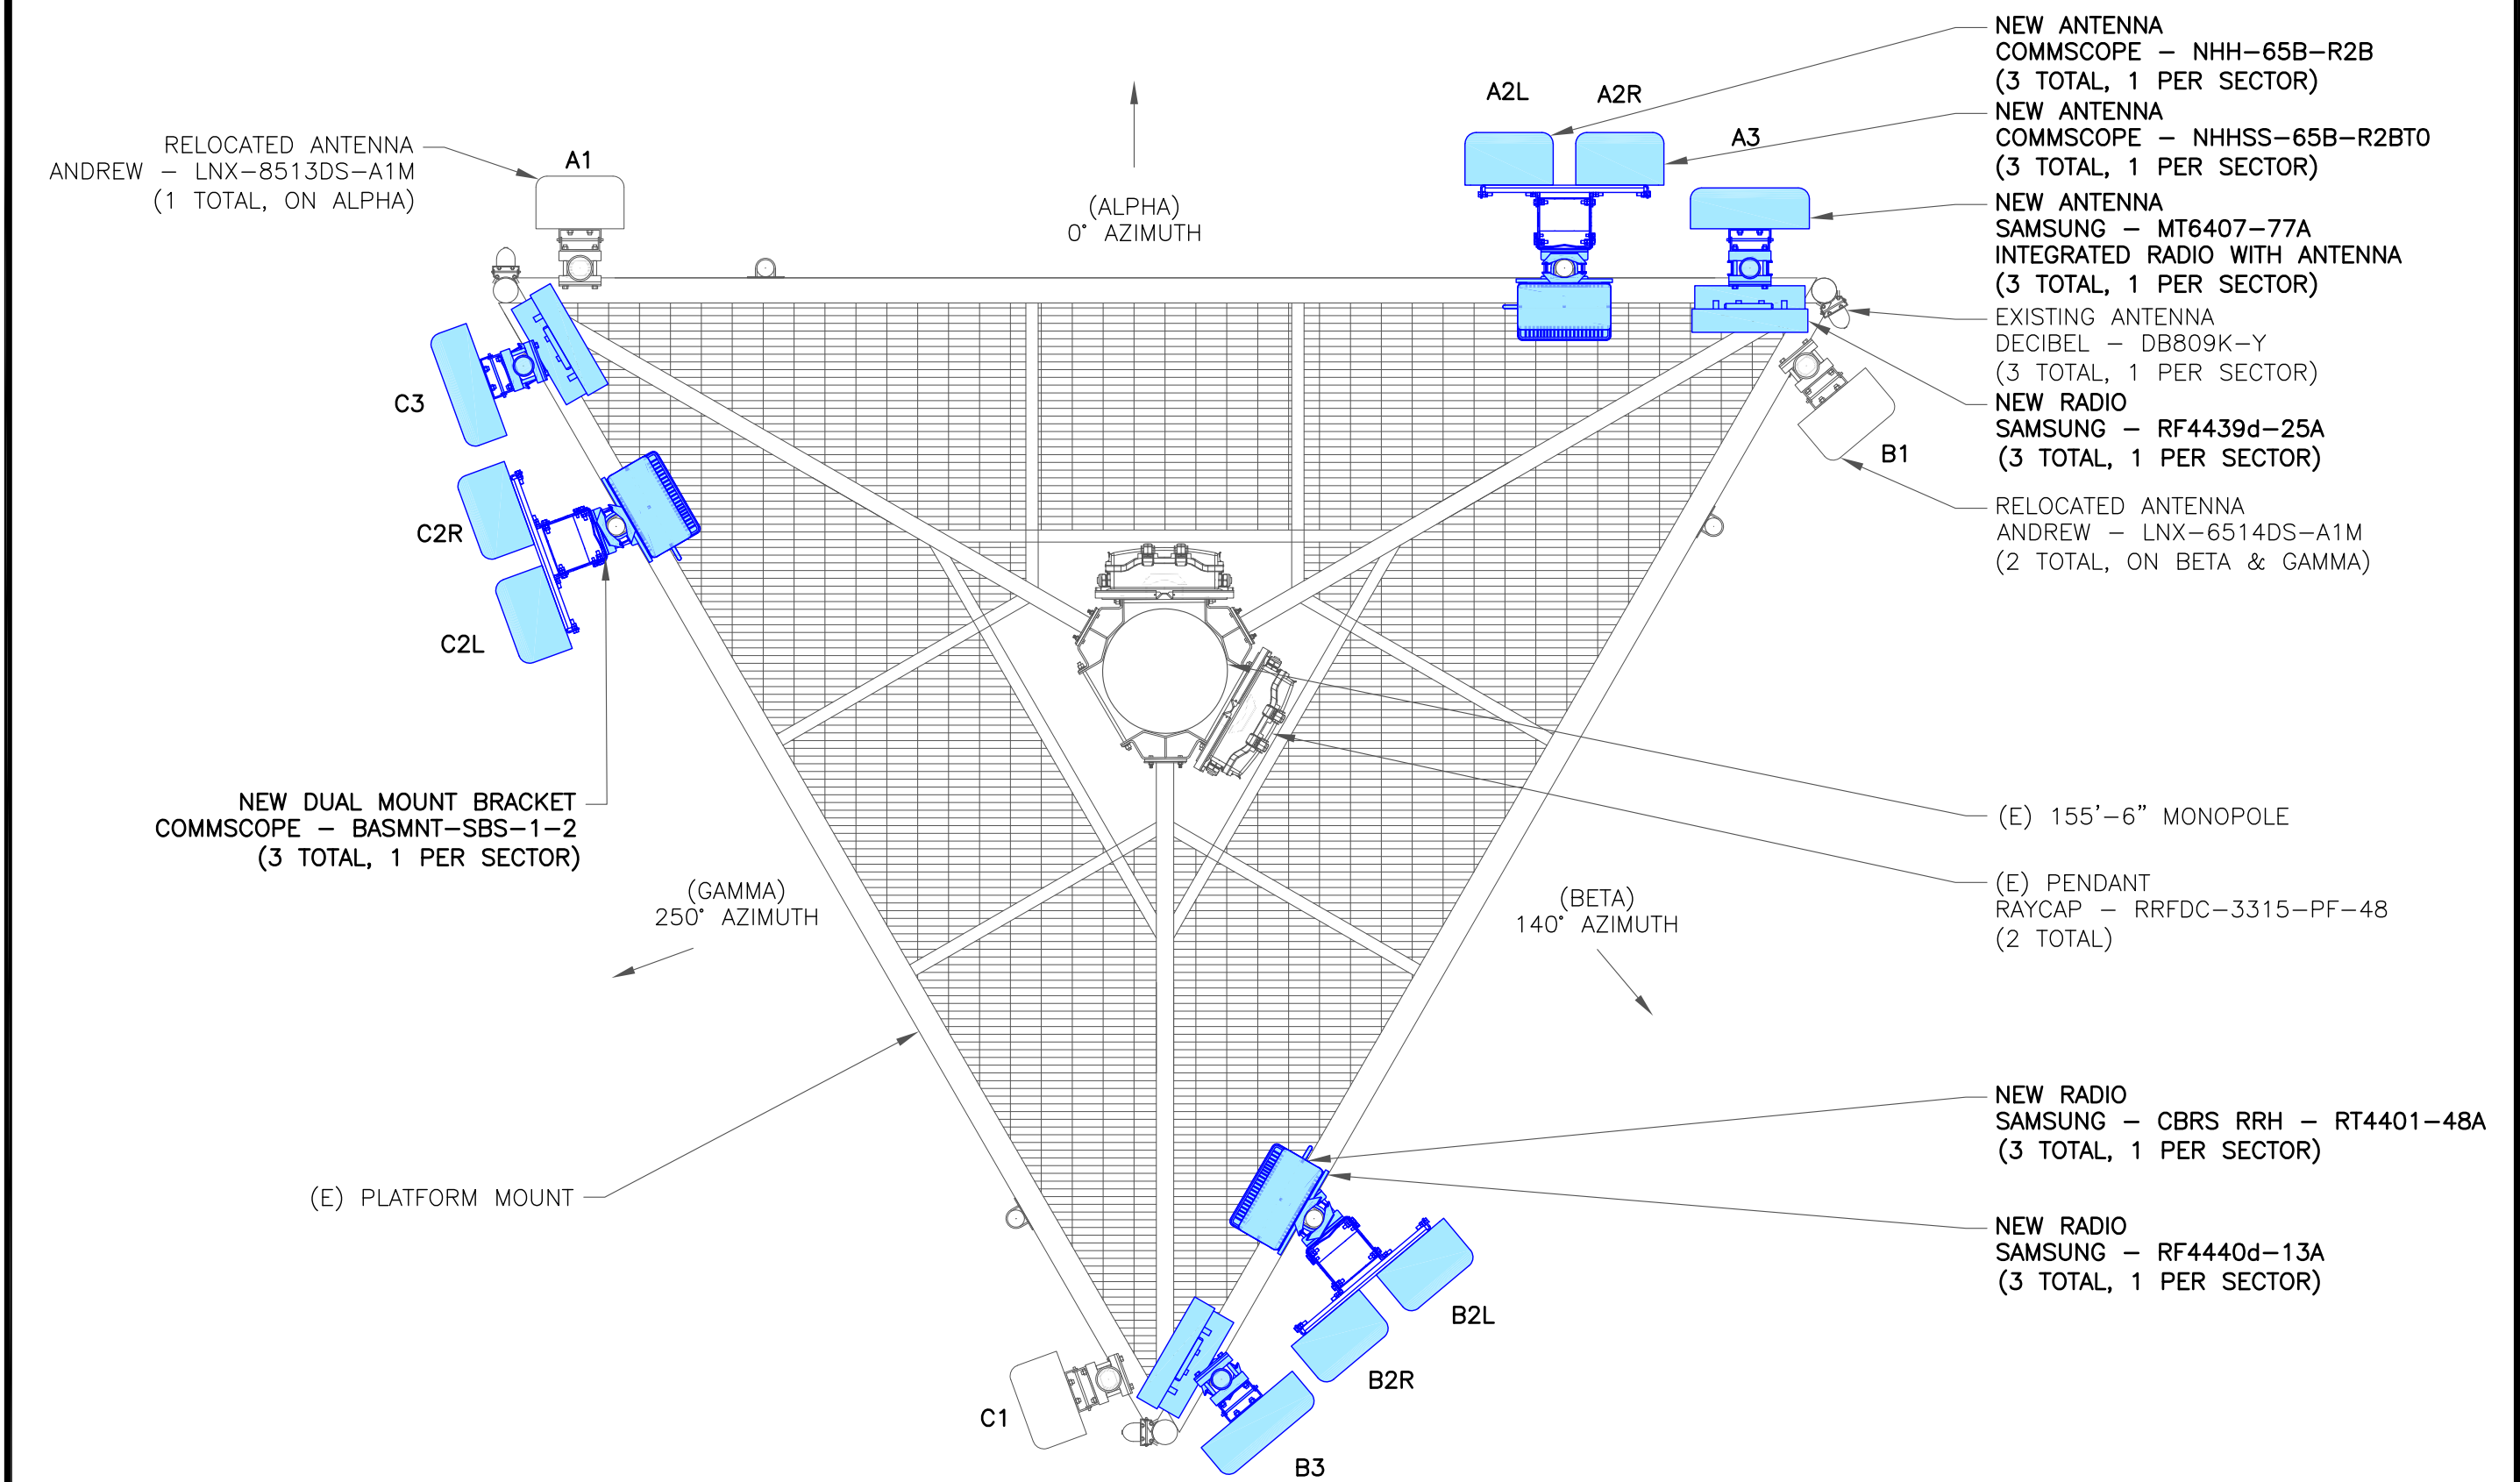 RELOCATED ANTENNA
ANDREW - LNX-8513DS-A1M
(1 TOTAL, ON ALPHA)
A1
(ALPHA)
0° AZIMUTH
A2L
A2R
A3
NEW ANTENNA
COMMSCOPE - NHH-65B-R2B
(3 TOTAL, 1 PER SECTOR)
NEW ANTENNA
COMMSCOPE - NHHSS-65B-R2BT0
(3 TOTAL, 1 PER SECTOR)
NEW ANTENNA
SAMSUNG - MT6407-77A
INTEGRATED RADIO WITH ANTENNA
(3 TOTAL, 1 PER SECTOR)
EXISTING ANTENNA
DECIBEL - DB809K-Y
(3 TOTAL, 1 PER SECTOR)
NEW RADIO
SAMSUNG - RF4439d-25A
(3 TOTAL, 1 PER SECTOR)
B1
RELOCATED ANTENNA
ANDREW - LNX-6514DS-A1M
(2 TOTAL, ON BETA & GAMMA)
C3
C2R
C2L
NEW DUAL MOUNT BRACKET
COMMSCOPE - BASMNT-SBS-1-2
(3 TOTAL, 1 PER SECTOR)
(E) 155'-6" MONOPOLE
(E) PENDANT
RAYCAP - RRFDC-3315-PF-48
(2 TOTAL)
(GAMMA)
250° AZIMUTH
(BETA)
140° AZIMUTH
(E) PLATFORM MOUNT
NEW RADIO
SAMSUNG - CBRS RRH - RT4401-48A
(3 TOTAL, 1 PER SECTOR)
NEW RADIO
SAMSUNG - RF4440d-13A
(3 TOTAL, 1 PER SECTOR)
B2L
B2R
C1
B3